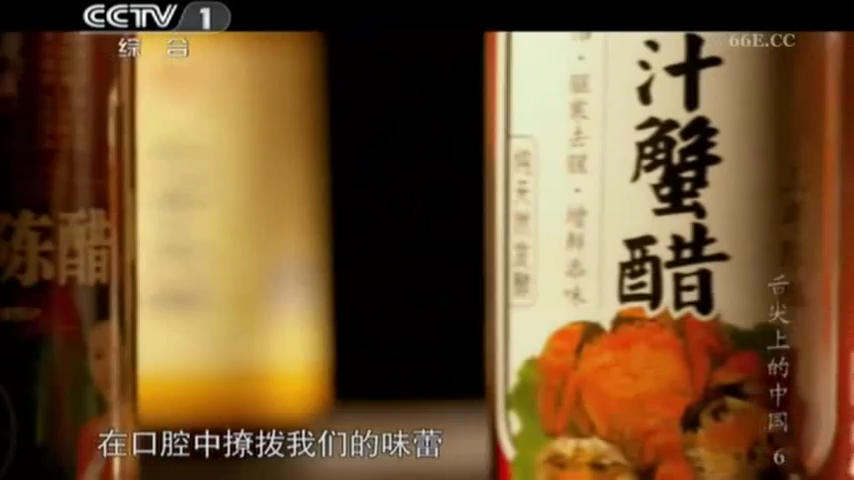 CCTV 1
综合
66E.CC
汁蟹醋
驱寒去腥·增鲜添味
纯天然发酵
陈醋
舌尖上的中国 6
在口腔中撩拨我们的味蕾